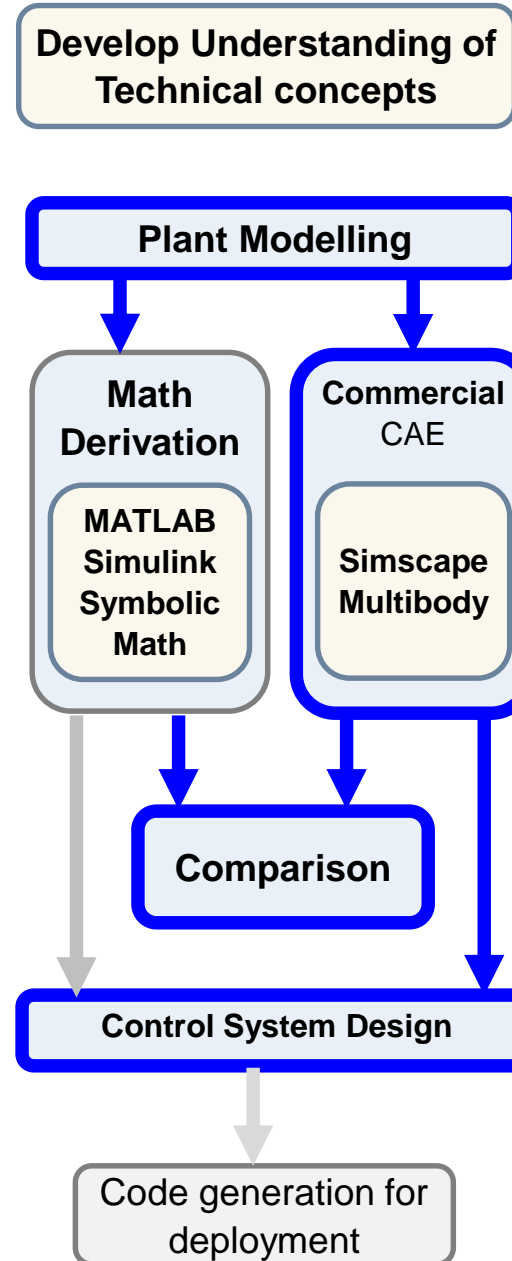 Develop Understanding of
Technical concepts
Plant Modelling
Math
Derivation
MATLAB
Simulink
Symbolic
Math
Commercial
CAE
Simscape
Multibody
Comparison
Control System Design
Code generation for
deployment